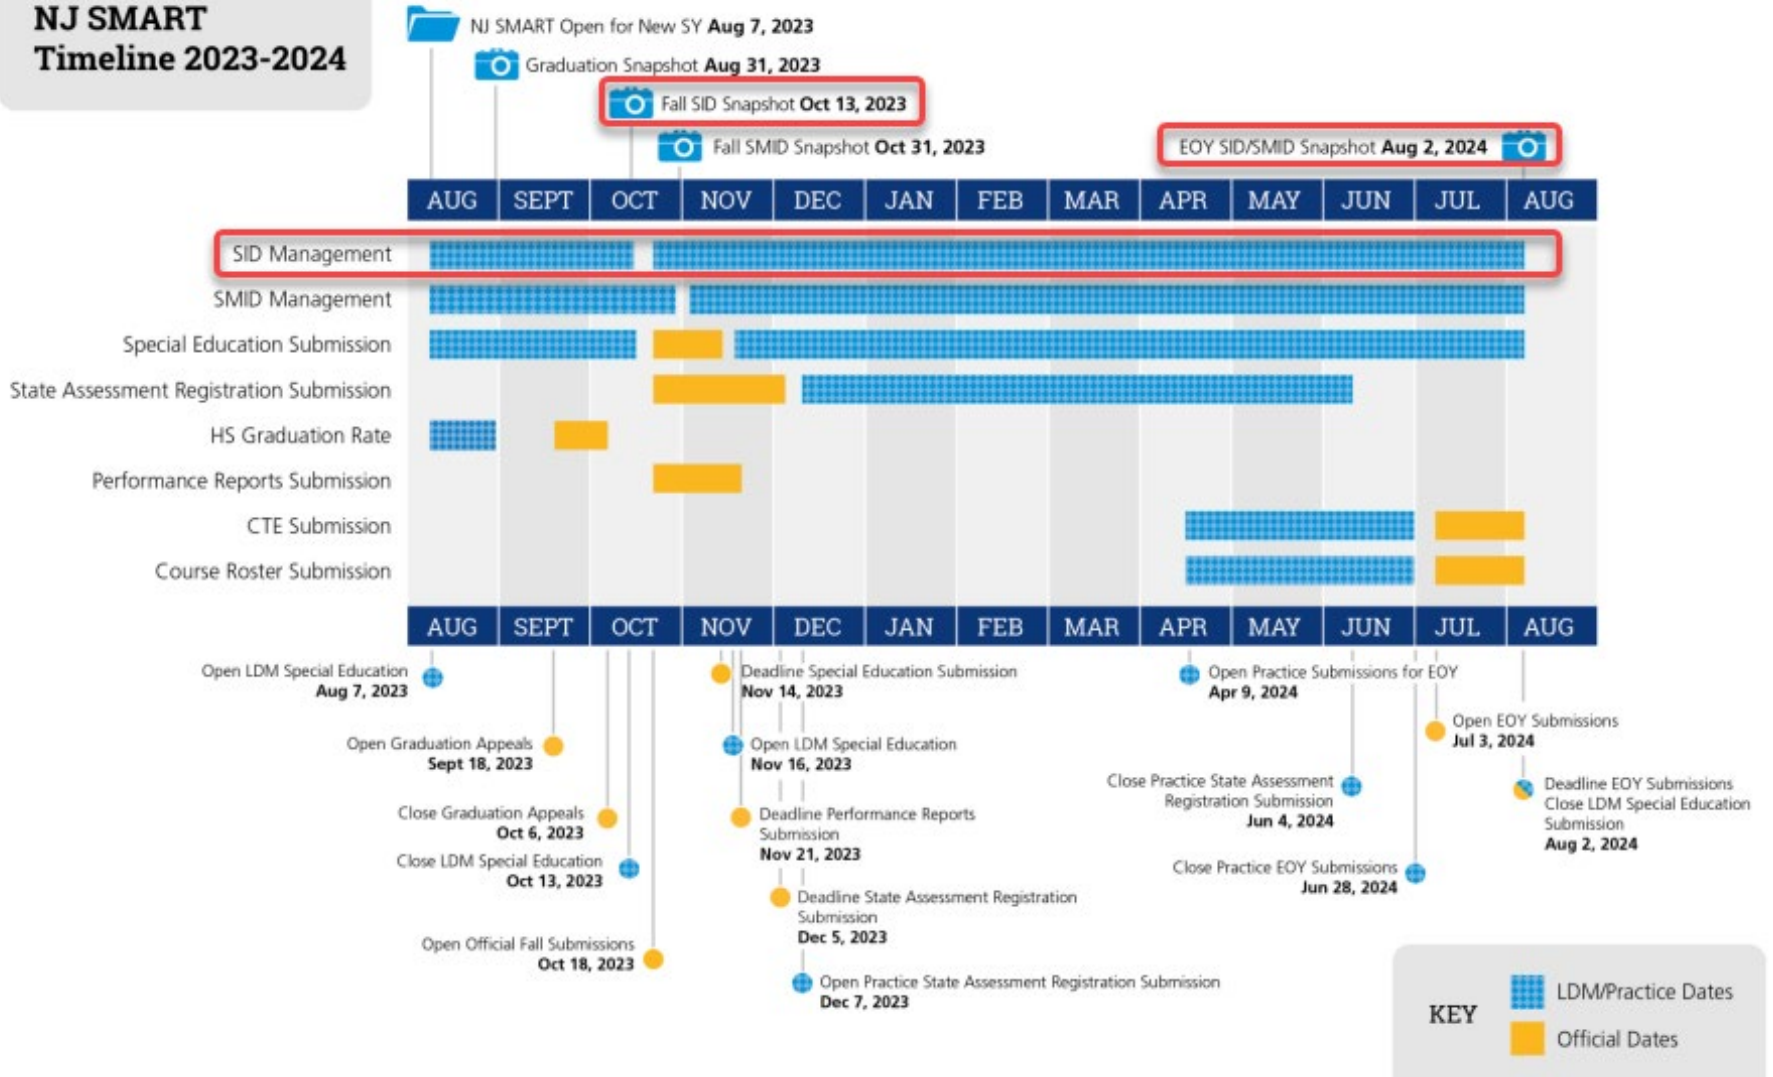 NJ SMART
Timeline 2023-2024
NJ SMART Open for New SY Aug 7, 2023
Graduation Snapshot Aug 31, 2023
Fall SID Snapshot Oct 13, 2023
Fall SMID Snapshot Oct 31, 2023
EOY SID/SMID Snapshot Aug 2, 2024
AUG SEPT OCT NOV DEC JAN FEB MAR APR MAY JUN JUL AUG
SID Management
SMID Management
Special Education Submission
State Assessment Registration Submission
HS Graduation Rate
Performance Reports Submission
CTE Submission
Course Roster Submission
AUG SEPT OCT NOV DEC JAN FEB MAR APR MAY JUN JUL AUG
Open LDM Special Education
Aug 7, 2023
Open Graduation Appeals
Sept 18, 2023
Close Graduation Appeals
Oct 6, 2023
Close LDM Special Education
Oct 13, 2023
Open Official Fall Submissions
Oct 18, 2023
Deadline Special Education Submission
Nov 14, 2023
Open LDM Special Education
Nov 16, 2023
Deadline Performance Reports
Submission
Nov 21, 2023
Deadline State Assessment Registration
Submission
Dec 5, 2023
Open Practice State Assessment Registration Submission
Dec 7, 2023
Open Practice Submissions for EOY
Apr 9, 2024
Close Practice State Assessment
Registration Submission
Jun 4, 2024
Close Practice EOY Submissions
Jun 28, 2024
Open EOY Submissions
Jul 3, 2024
Deadline EOY Submissions
Close LDM Special Education
Submission
Aug 2, 2024
KEY
LDM/Practice Dates
Official Dates